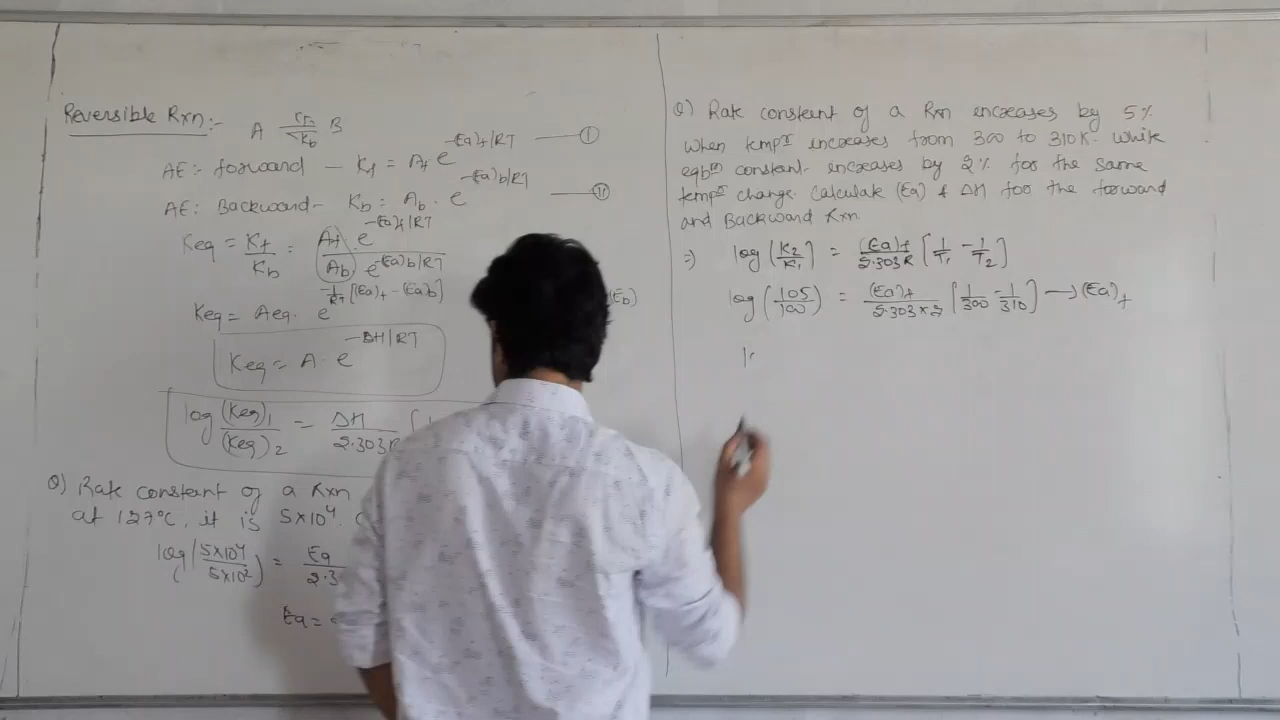 Reversible Rxn:-
A Kf/Kb B
AE:- forward - Kf = Af e^-(Ea)f/RT — I
AE: Backward- Kb = Ab. e^-(Ea)b/RT — II
Keq = Kf/Kb = Af. e^-(Ea)f/RT / Ab e^-(Ea)b/RT
Keq = Aeq. e^-1/RT [(Ea)f - (Ea)b]
Keq = A. e^-ΔH/RT
log (Keq)1/(Keq)2 = ΔH/2.303R
Q) Rate constant of a Rxn
at 127°C, it is 5×10^4.
log (5×10^4/5×10^2) = Ea/2.3
Ea =
Q) Rate constant of a Rxn increases by 5%
when temp^r increases from 300 to 310K. While
eqb^m constant increases by 2% for the same
temp^r change. Calculate (Ea) & ΔH for the forward
and Backward Rxn
⇒) log (K2/K1) = (Ea)f/2.303R [1/T1 - 1/T2]
log (105/100) = (Ea)f/2.303×2 [1/300 - 1/310] → (Ea)f